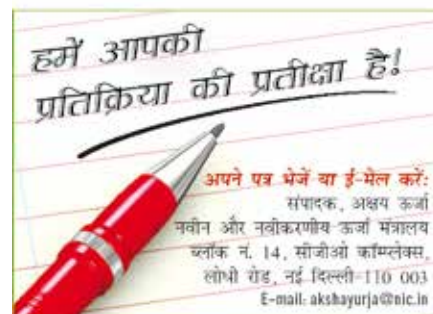 हमें आपकी
प्रतिक्रिया की प्रतीक्षा है!
अपने पत्र भेजें या ई-मेल करें:
संपादक, अक्षय ऊर्जा
नवीन और नवीकरणीय ऊर्जा मंत्रालय
ब्लॉक नं. 14, सीजीओ कॉम्प्लेक्स,
लोधी रोड, नई दिल्ली-110 003
E-mail: akshayurja@nic.in